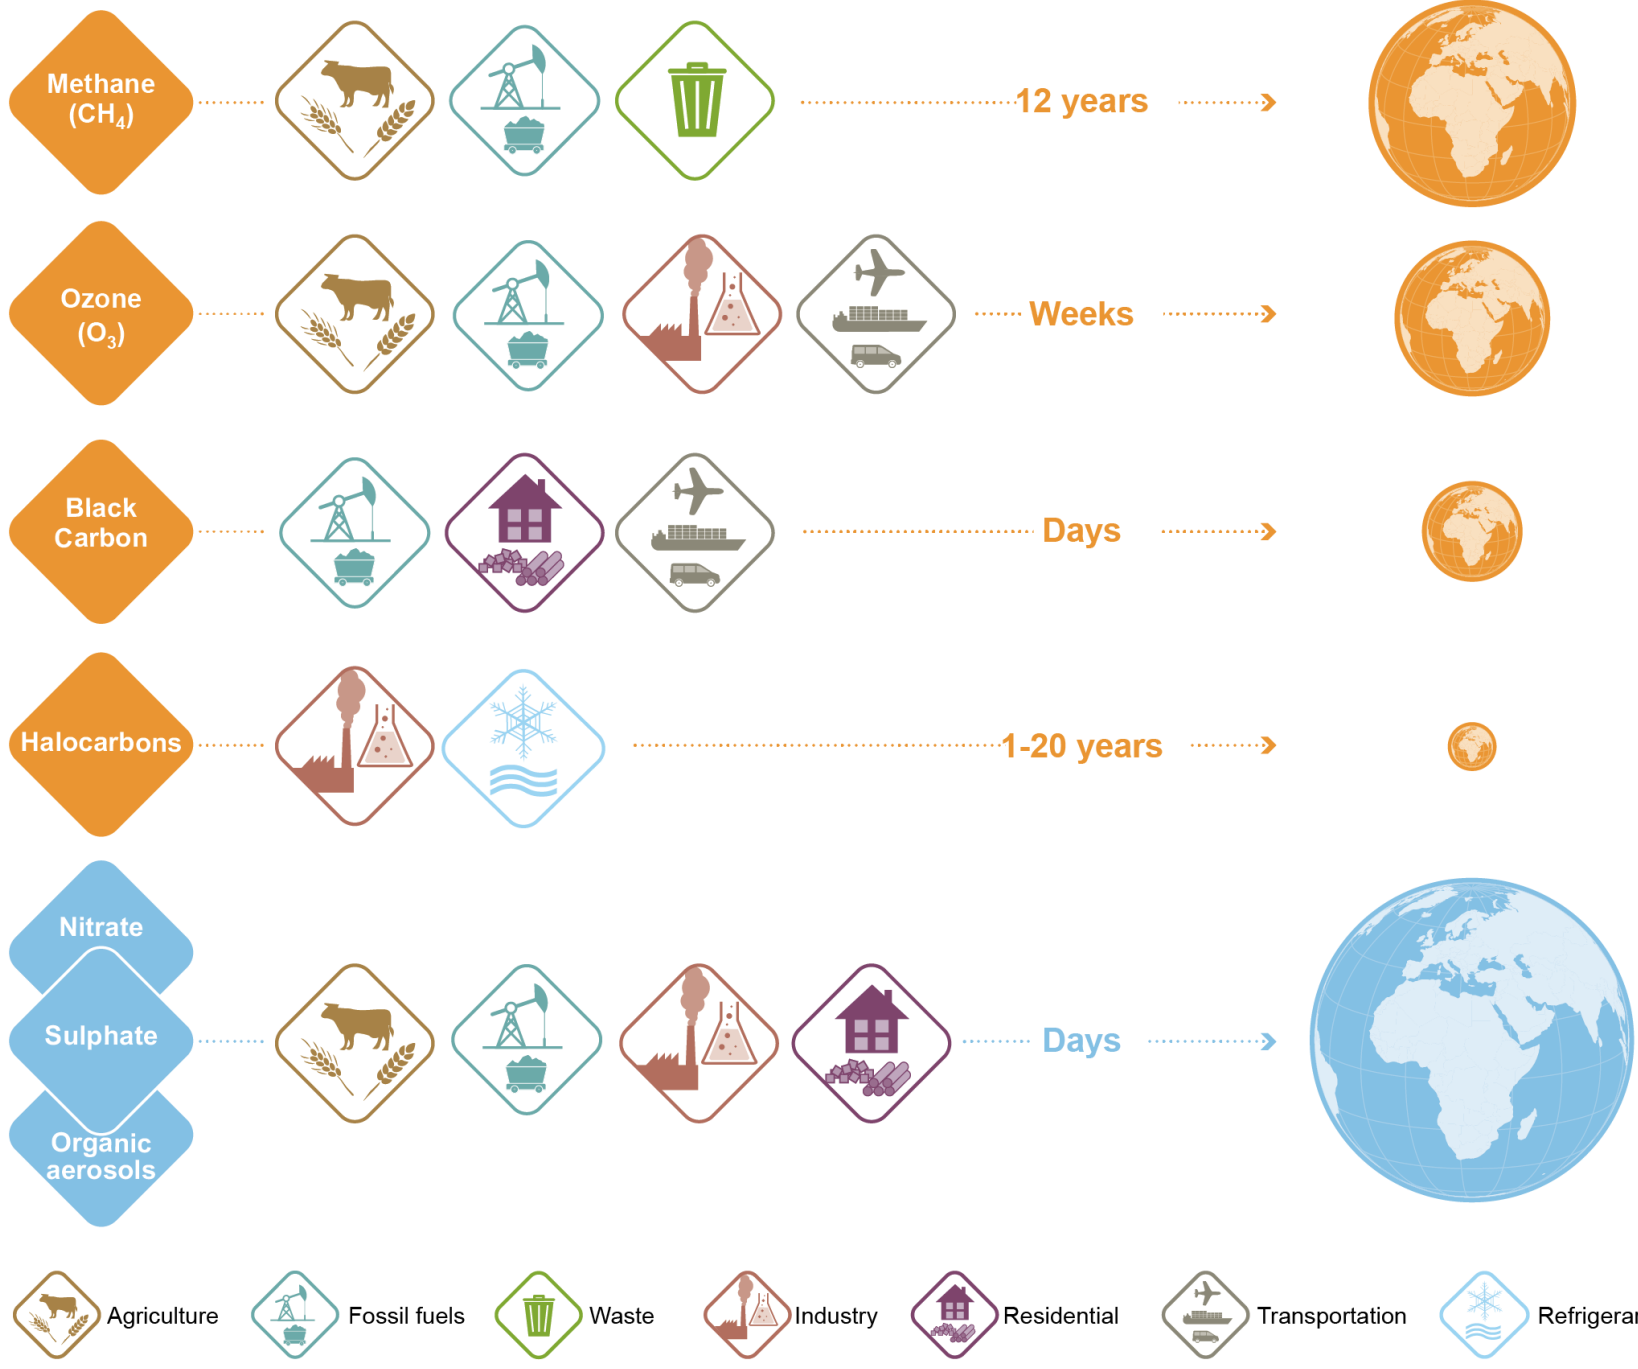 Methane
(CH₄)
12 years
Ozone
(O₃)
Weeks
Black
Carbon
Days
Halocarbons
1-20 years
Nitrate
Sulphate
Organic
aerosols
Days
Agriculture
Fossil fuels
Waste
Industry
Residential
Transportation